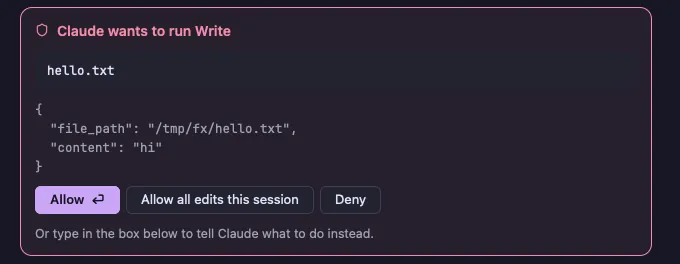 Claude wants to run Write
hello.txt
{
  "file_path": "/tmp/fx/hello.txt",
  "content": "hi"
}
Allow ↵ Allow all edits this session Deny
Or type in the box below to tell Claude what to do instead.